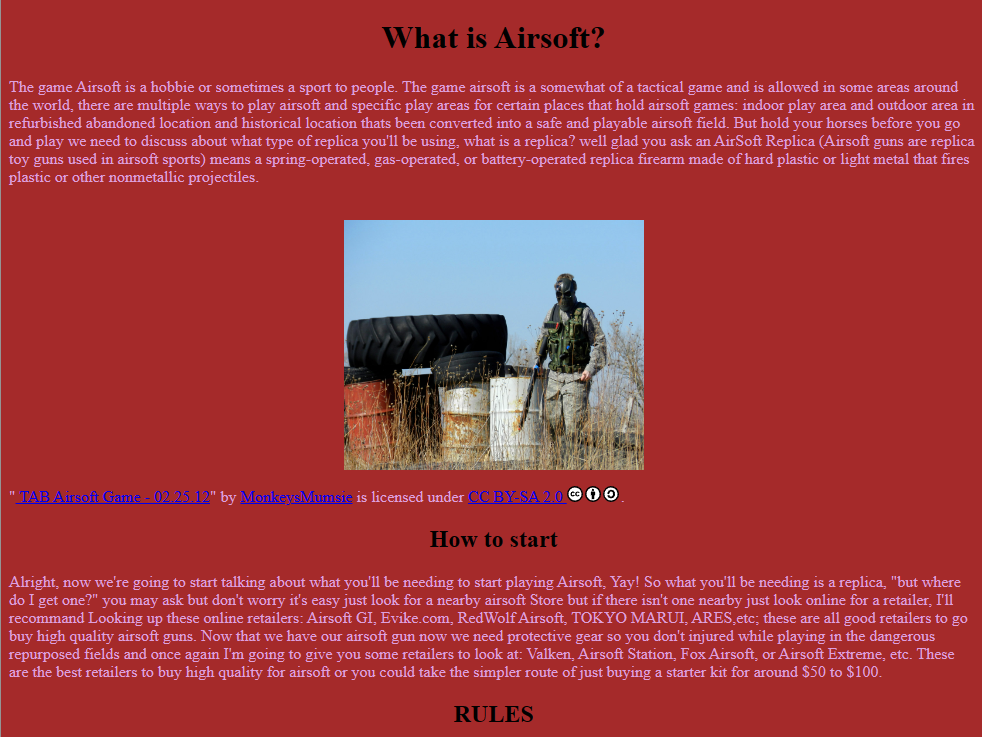 What is Airsoft?
The game Airsoft is a hobbie or sometimes a sport to people. The game airsoft is a somewhat of a tactical game and is allowed in some areas around
the world, there are multiple ways to play airsoft and specific play areas for certain places that hold airsoft games: indoor play area and outdoor area in
refurbished abandoned location and historical location thats been converted into a safe and playable airsoft field. But hold your horses before you go
and play we need to discuss about what type of replica you'll be using, what is a replica? well glad you ask an AirSoft Replica (Airsoft guns are replica
toy guns used in airsoft sports) means a spring-operated, gas-operated, or battery-operated replica firearm made of hard plastic or light metal that fires
plastic or other nonmetallic projectiles.
" TAB Airsoft Game - 02.25.12" by MonkeysMumsie is licensed under CC BY-SA 2.0 .
How to start
Alright, now we're going to start talking about what you'll be needing to start playing Airsoft, Yay! So what you'll be needing is a replica, "but where
do I get one?" you may ask but don't worry it's easy just look for a nearby airsoft Store but if there isn't one nearby just look online for a retailer, I'll
recommand Looking up these online retailers: Airsoft GI, Evike.com, RedWolf Airsoft, TOKYO MARUI, ARES,etc; these are all good retailers to go
buy high quality airsoft guns. Now that we have our airsoft gun now we need protective gear so you don't injured while playing in the dangerous
repurposed fields and once again I'm going to give you some retailers to look at: Valken, Airsoft Station, Fox Airsoft, or Airsoft Extreme, etc. These
are the best retailers to buy high quality for airsoft or you could take the simpler route of just buying a starter kit for around $50 to $100.
RULES